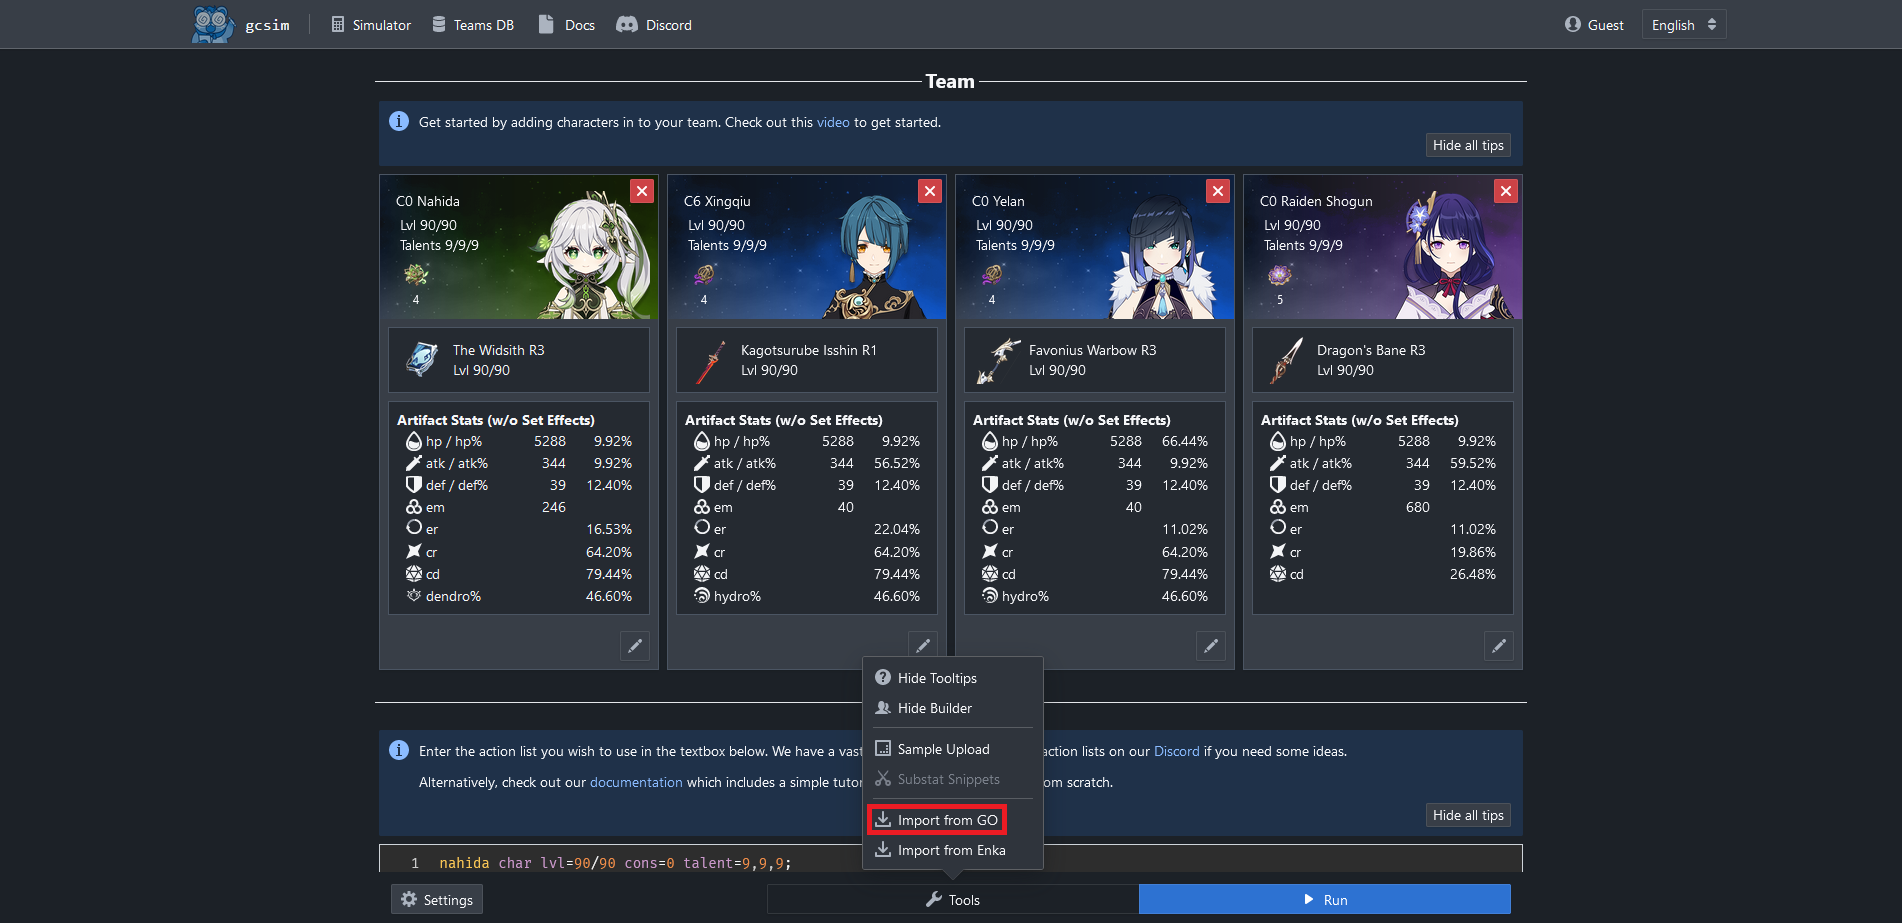 gcsim
Simulator
Teams DB
Docs
Discord
Guest
English
Team
Get started by adding characters in to your team. Check out this video to get started.
Hide all tips
C0 Nahida
Lvl 90/90
Talents 9/9/9
4
The Widsith R3
Lvl 90/90
Artifact Stats (w/o Set Effects)
hp / hp% 5288 9.92%
atk / atk% 344 9.92%
def / def% 39 12.40%
em 246
er 16.53%
cr 64.20%
cd 79.44%
dendro% 46.60%
C6 Xingqiu
Lvl 90/90
Talents 9/9/9
4
Kagotsurube Isshin R1
Lvl 90/90
Artifact Stats (w/o Set Effects)
hp / hp% 5288 9.92%
atk / atk% 344 56.52%
def / def% 39 12.40%
em 40
er 22.04%
cr 64.20%
cd 79.44%
hydro% 46.60%
C0 Yelan
Lvl 90/90
Talents 9/9/9
4
Favonius Warbow R3
Lvl 90/90
Artifact Stats (w/o Set Effects)
hp / hp% 5288 66.44%
atk / atk% 344 9.92%
def / def% 39 12.40%
em 40
er 11.02%
cr 64.20%
cd 79.44%
hydro% 46.60%
C0 Raiden Shogun
Lvl 90/90
Talents 9/9/9
5
Dragon's Bane R3
Lvl 90/90
Artifact Stats (w/o Set Effects)
hp / hp% 5288 9.92%
atk / atk% 344 59.52%
def / def% 39 12.40%
em 680
er 11.02%
cr 19.86%
cd 26.48%
Hide Tooltips
Hide Builder
Sample Upload
Substat Snippets
Import from GO
Import from Enka
Enter the action list you wish to use in the textbox below. We have a vast action lists on our Discord if you need some ideas.
Alternatively, check out our documentation which includes a simple tutor om scratch.
Hide all tips
1 nahida char lvl=90/90 cons=0 talent=9,9,9;
Settings
Tools
Run